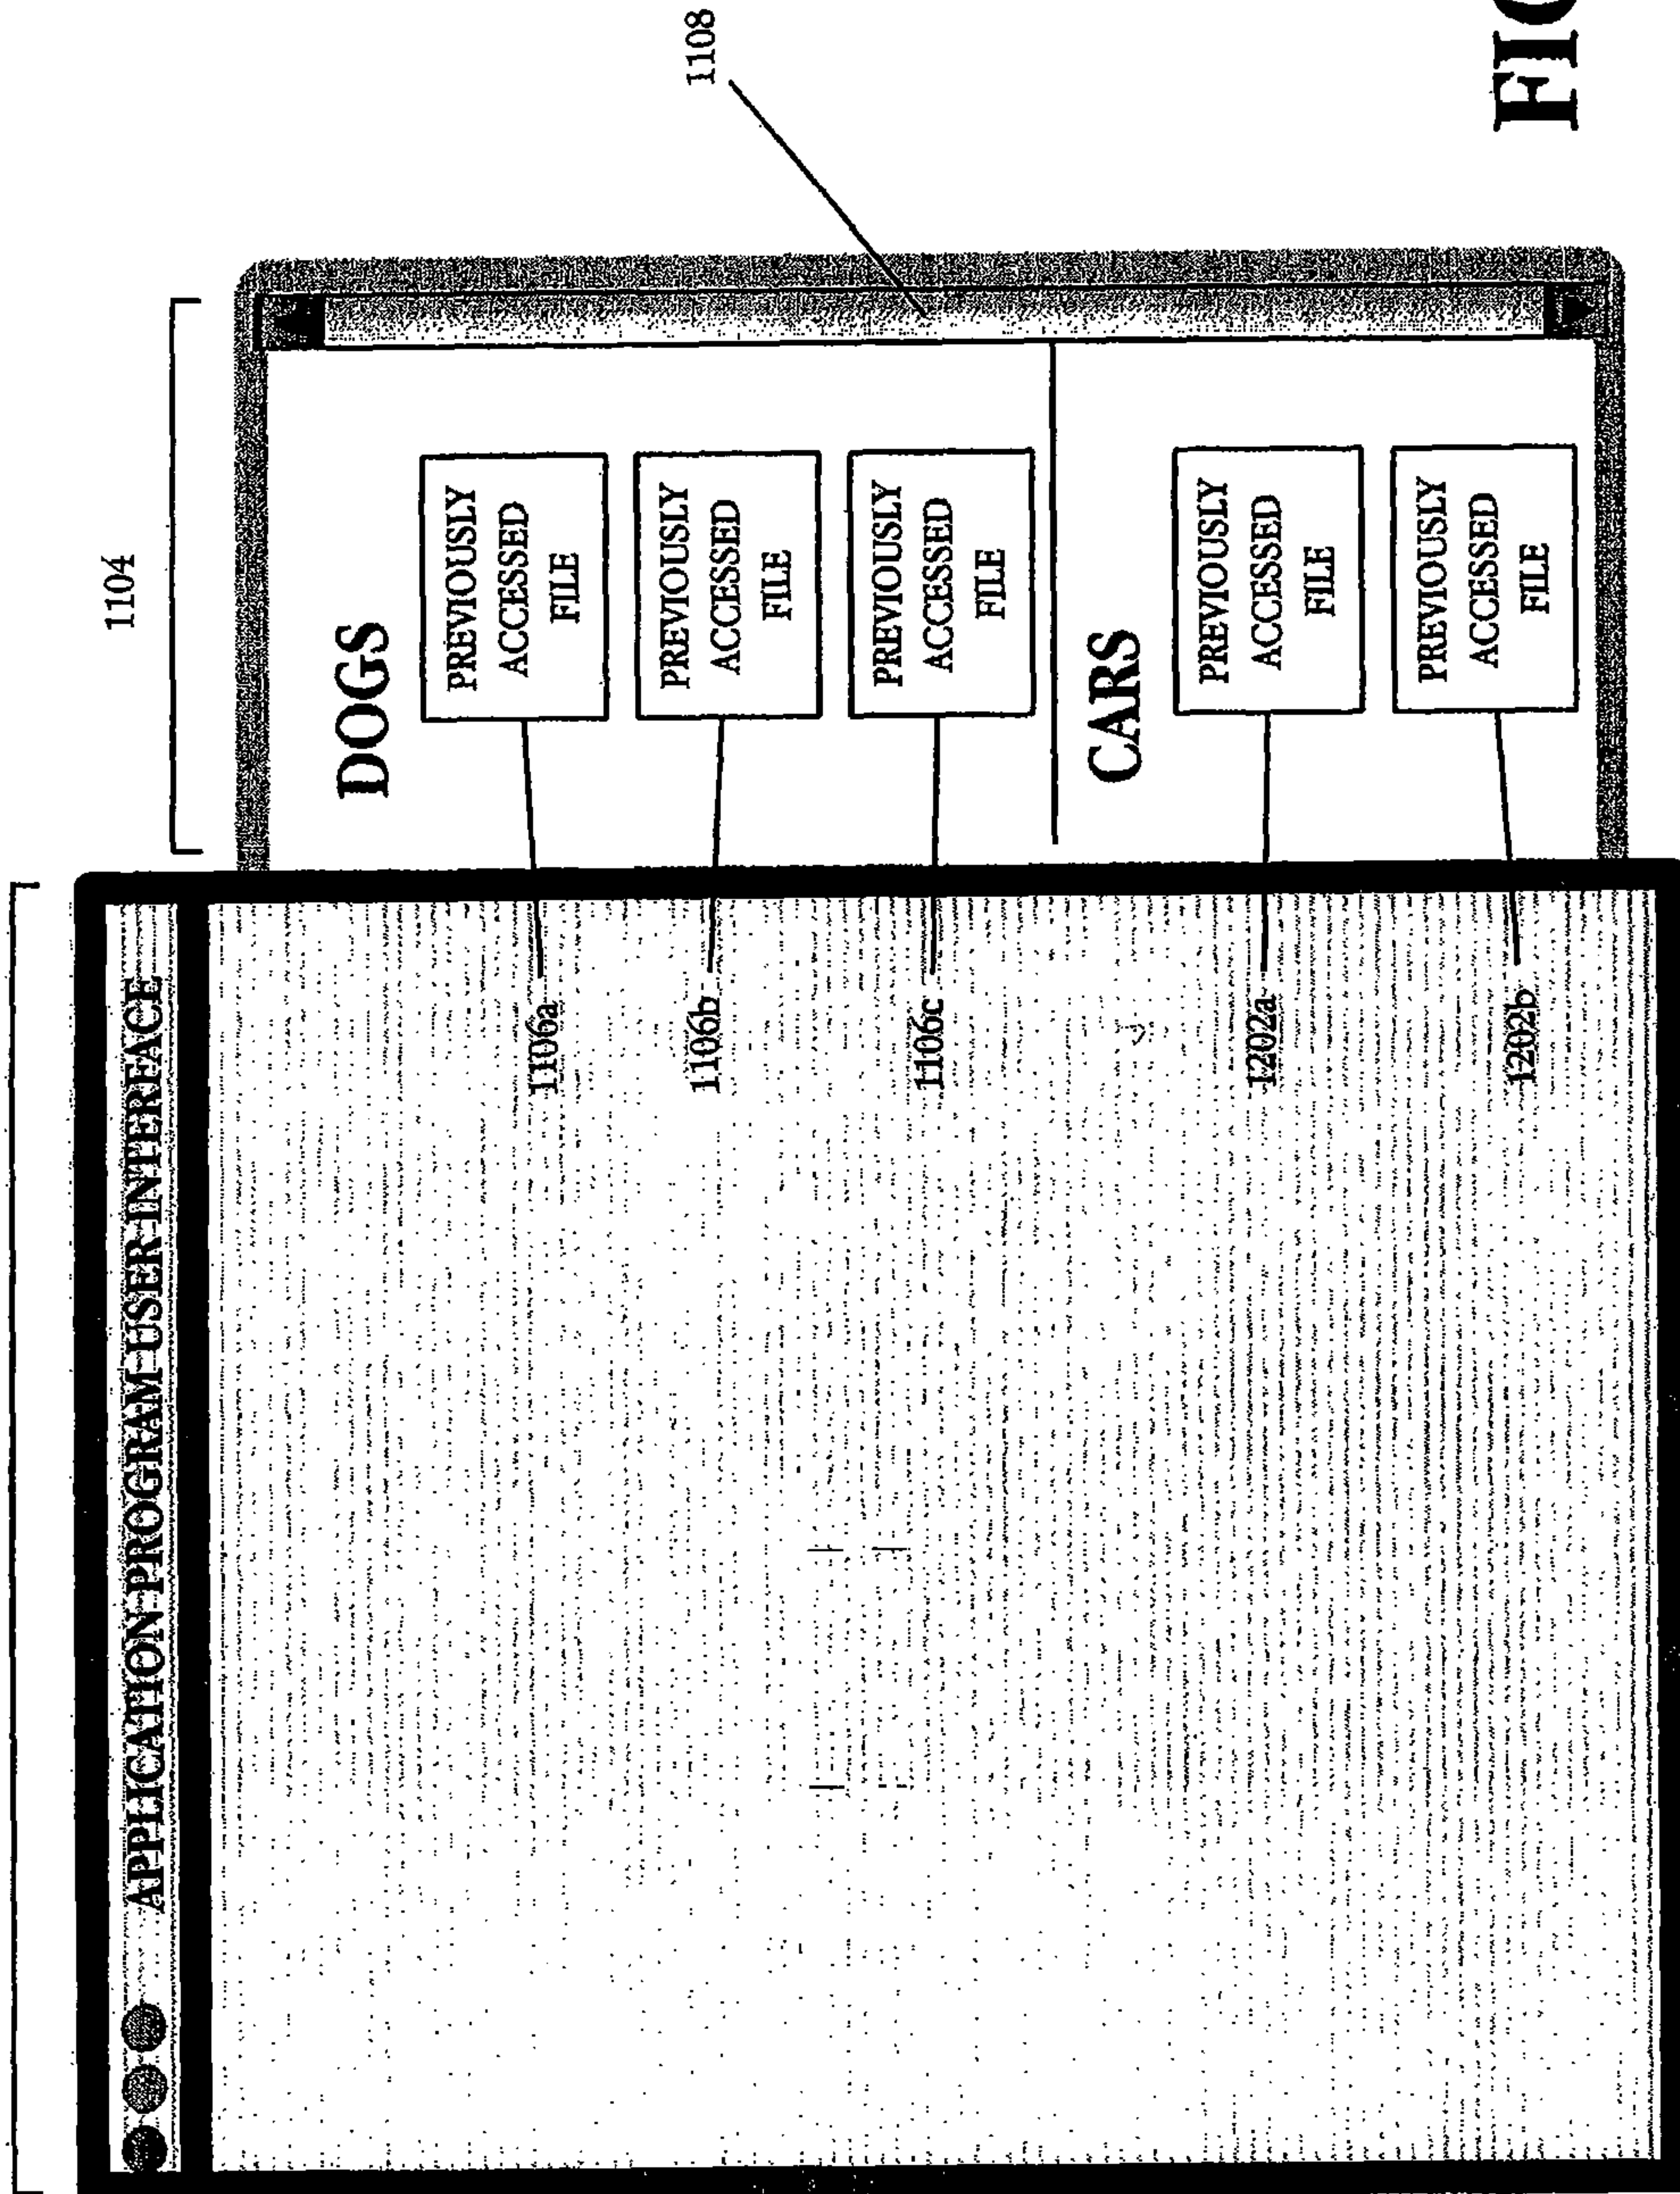 1104
APPLICATION PROGRAM USER INTERFACE
DOGS
PREVIOUSLY
ACCESSED
FILE
1106a
PREVIOUSLY
ACCESSED
FILE
1106b
PREVIOUSLY
ACCESSED
FILE
1106c
1108
CARS
PREVIOUSLY
ACCESSED
FILE
1202a
PREVIOUSLY
ACCESSED
FILE
1202b